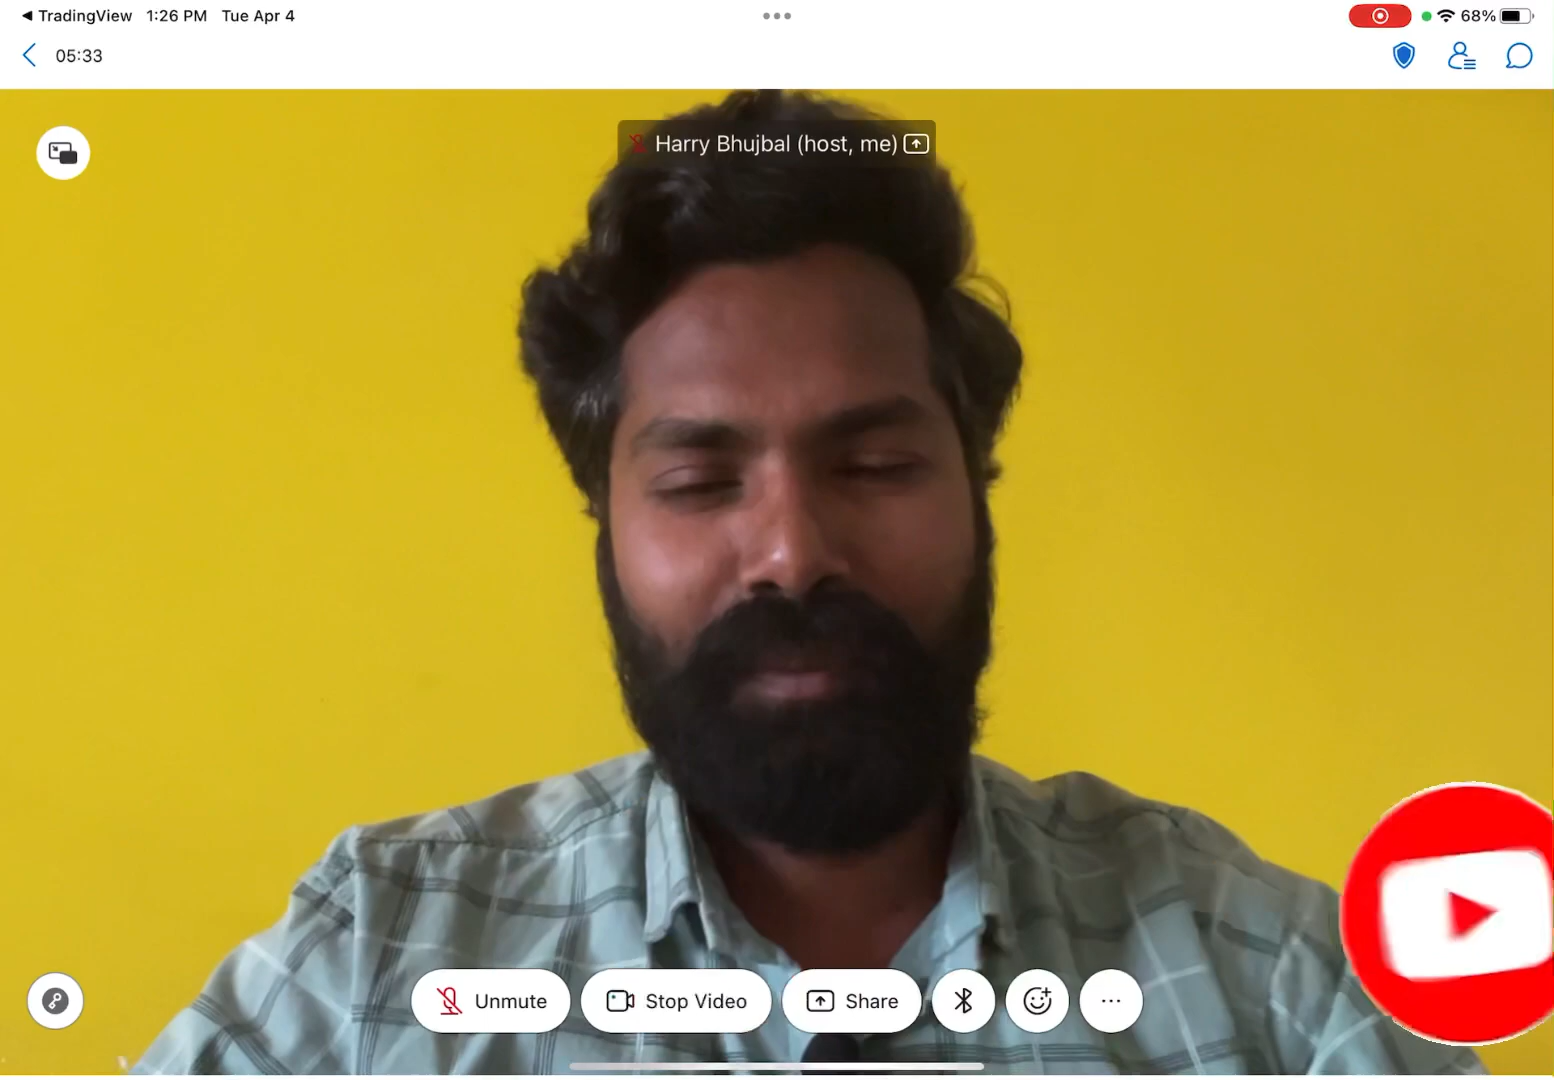 ◀ TradingView 1:26 PM Tue Apr 4 68%
05:33
Harry Bhujbal (host, me)
Unmute Stop Video Share